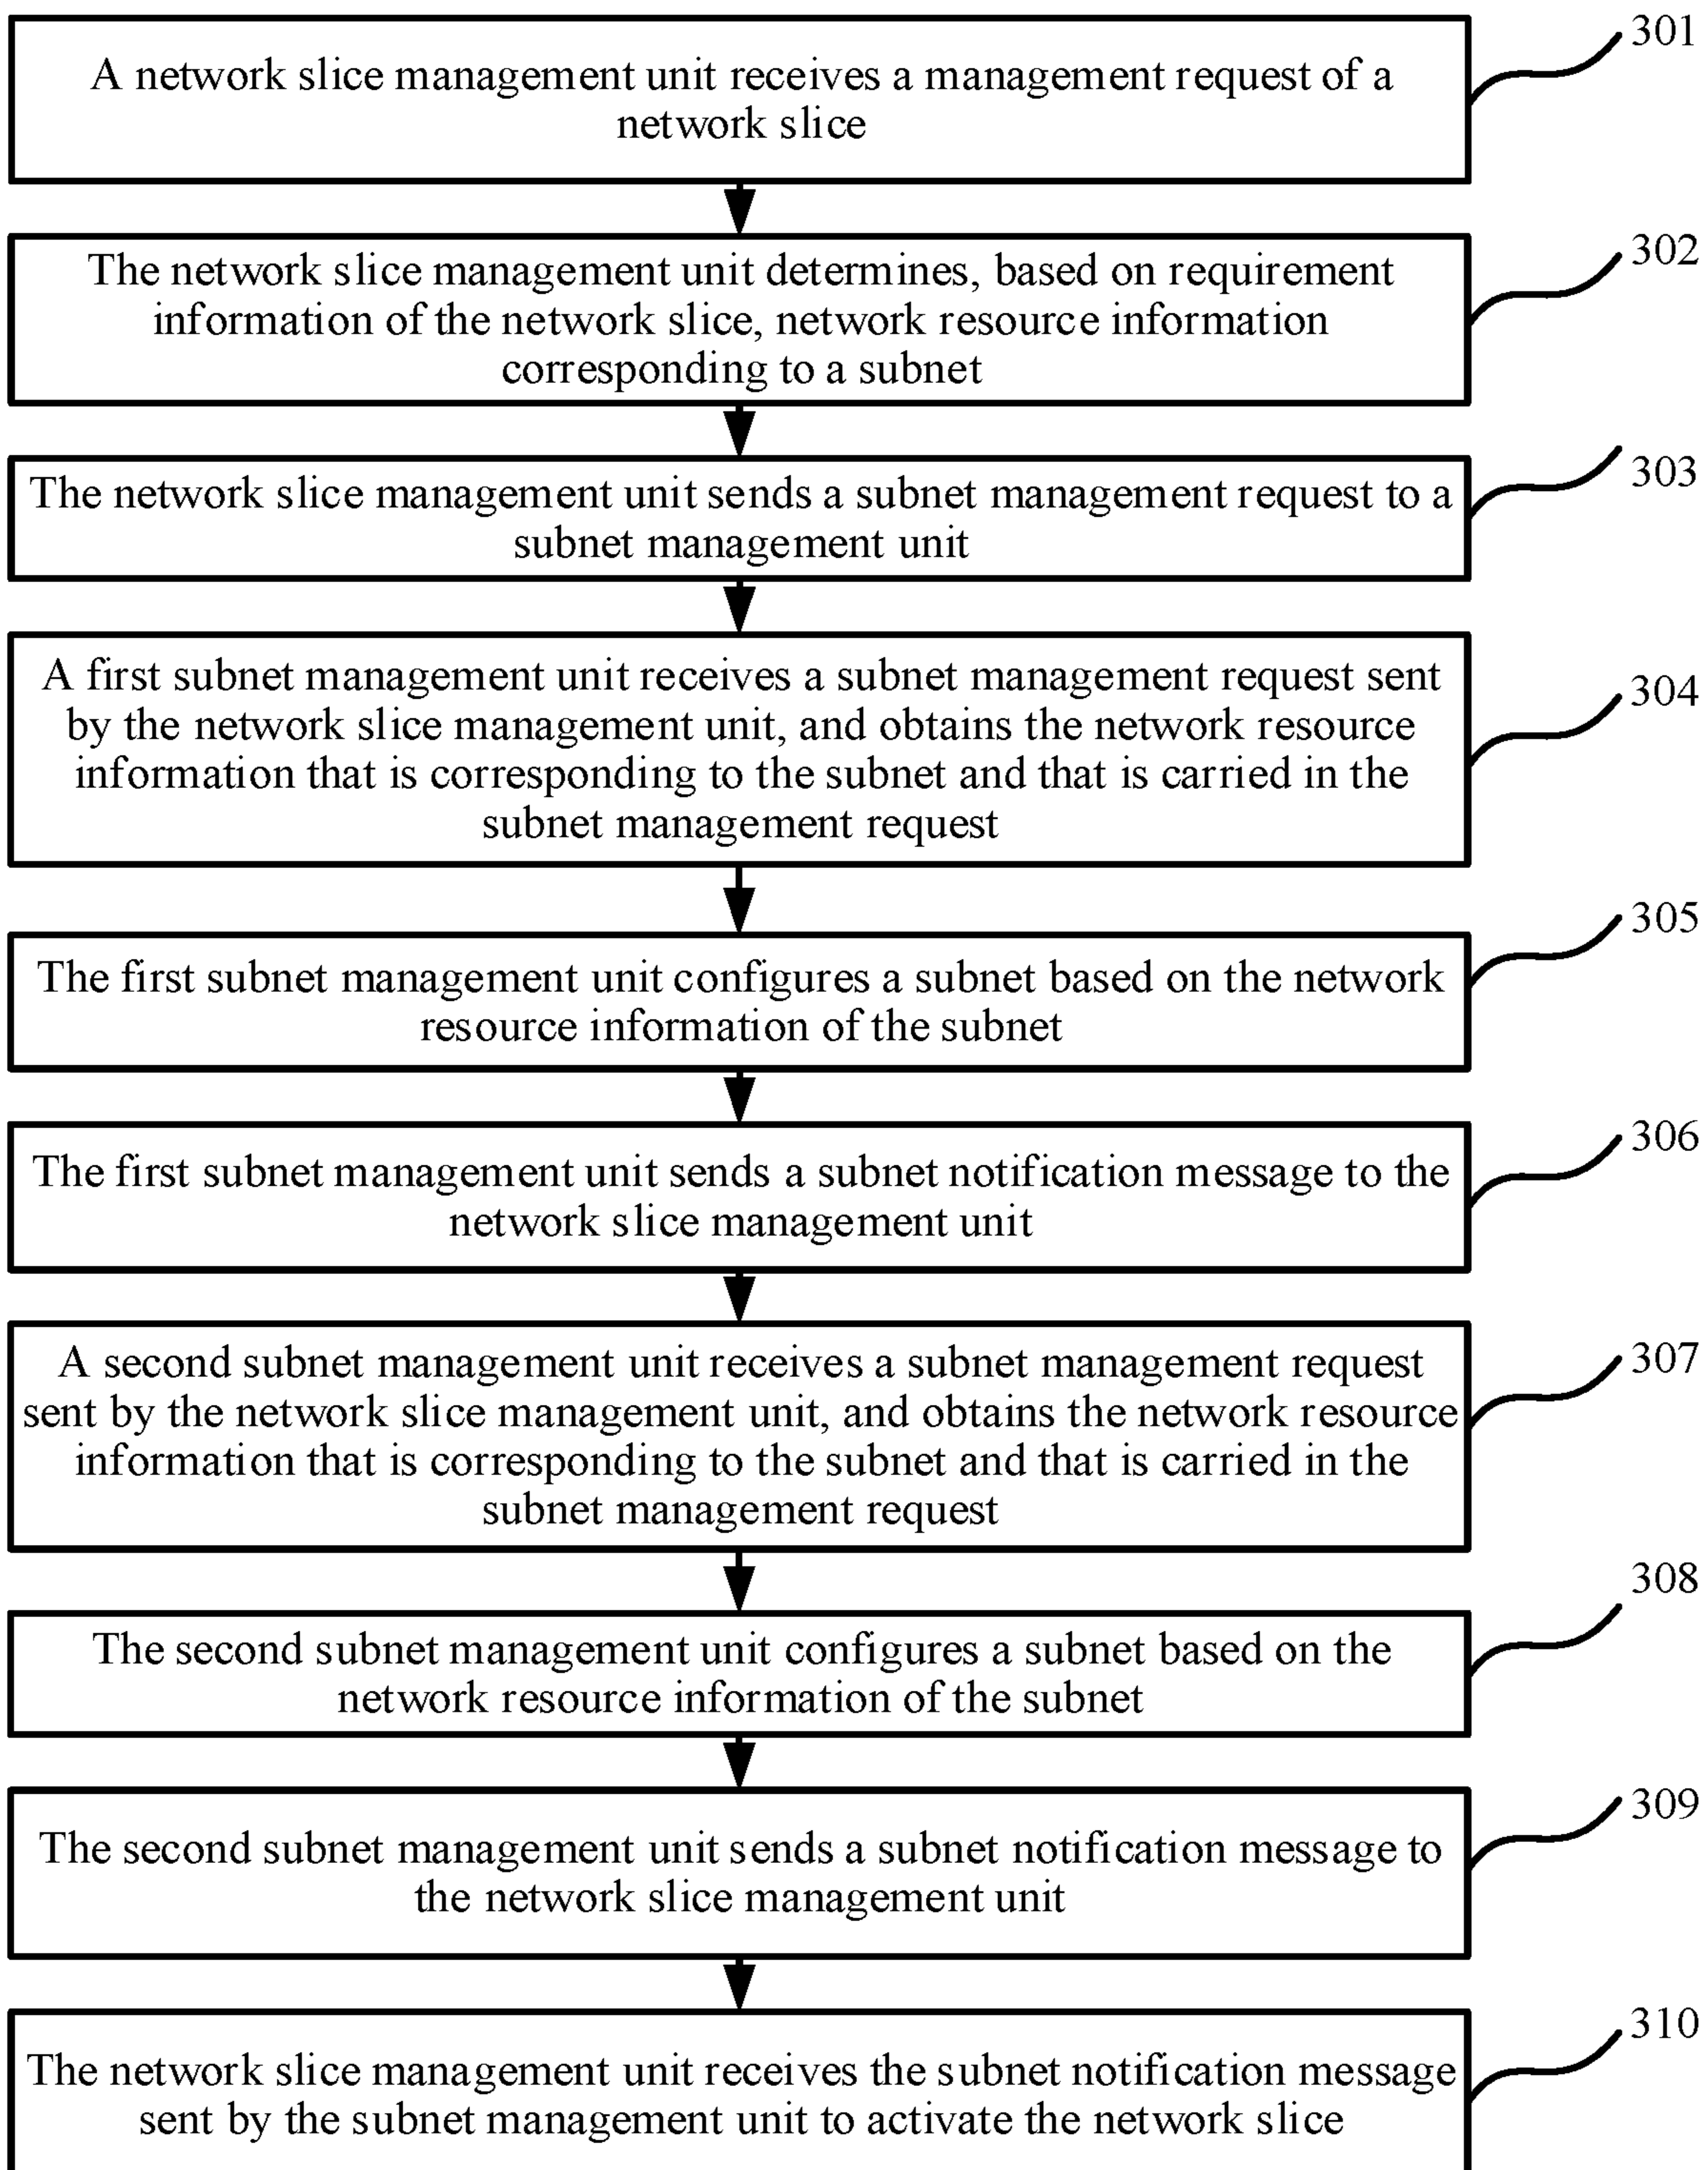 301
A network slice management unit receives a management request of a
network slice
302
The network slice management unit determines, based on requirement
information of the network slice, network resource information
corresponding to a subnet
303
The network slice management unit sends a subnet management request to a
subnet management unit
304
A first subnet management unit receives a subnet management request sent
by the network slice management unit, and obtains the network resource
information that is corresponding to the subnet and that is carried in the
subnet management request
305
The first subnet management unit configures a subnet based on the network
resource information of the subnet
306
The first subnet management unit sends a subnet notification message to the
network slice management unit
307
A second subnet management unit receives a subnet management request
sent by the network slice management unit, and obtains the network resource
information that is corresponding to the subnet and that is carried in the
subnet management request
308
The second subnet management unit configures a subnet based on the
network resource information of the subnet
309
The second subnet management unit sends a subnet notification message to
the network slice management unit
310
The network slice management unit receives the subnet notification message
sent by the subnet management unit to activate the network slice